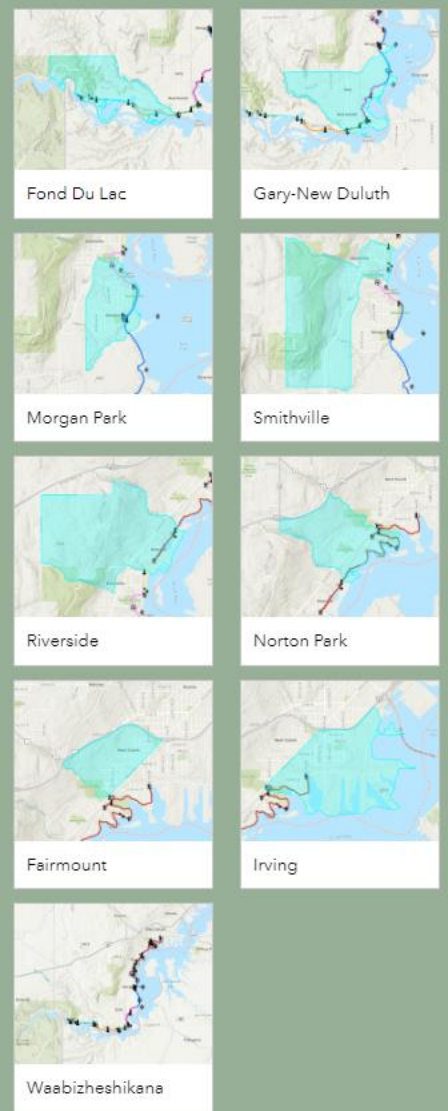 Fond Du Lac
Gary-New Duluth
Morgan Park
Smithville
Riverside
Norton Park
Fairmount
Irving
Waabizheshikana